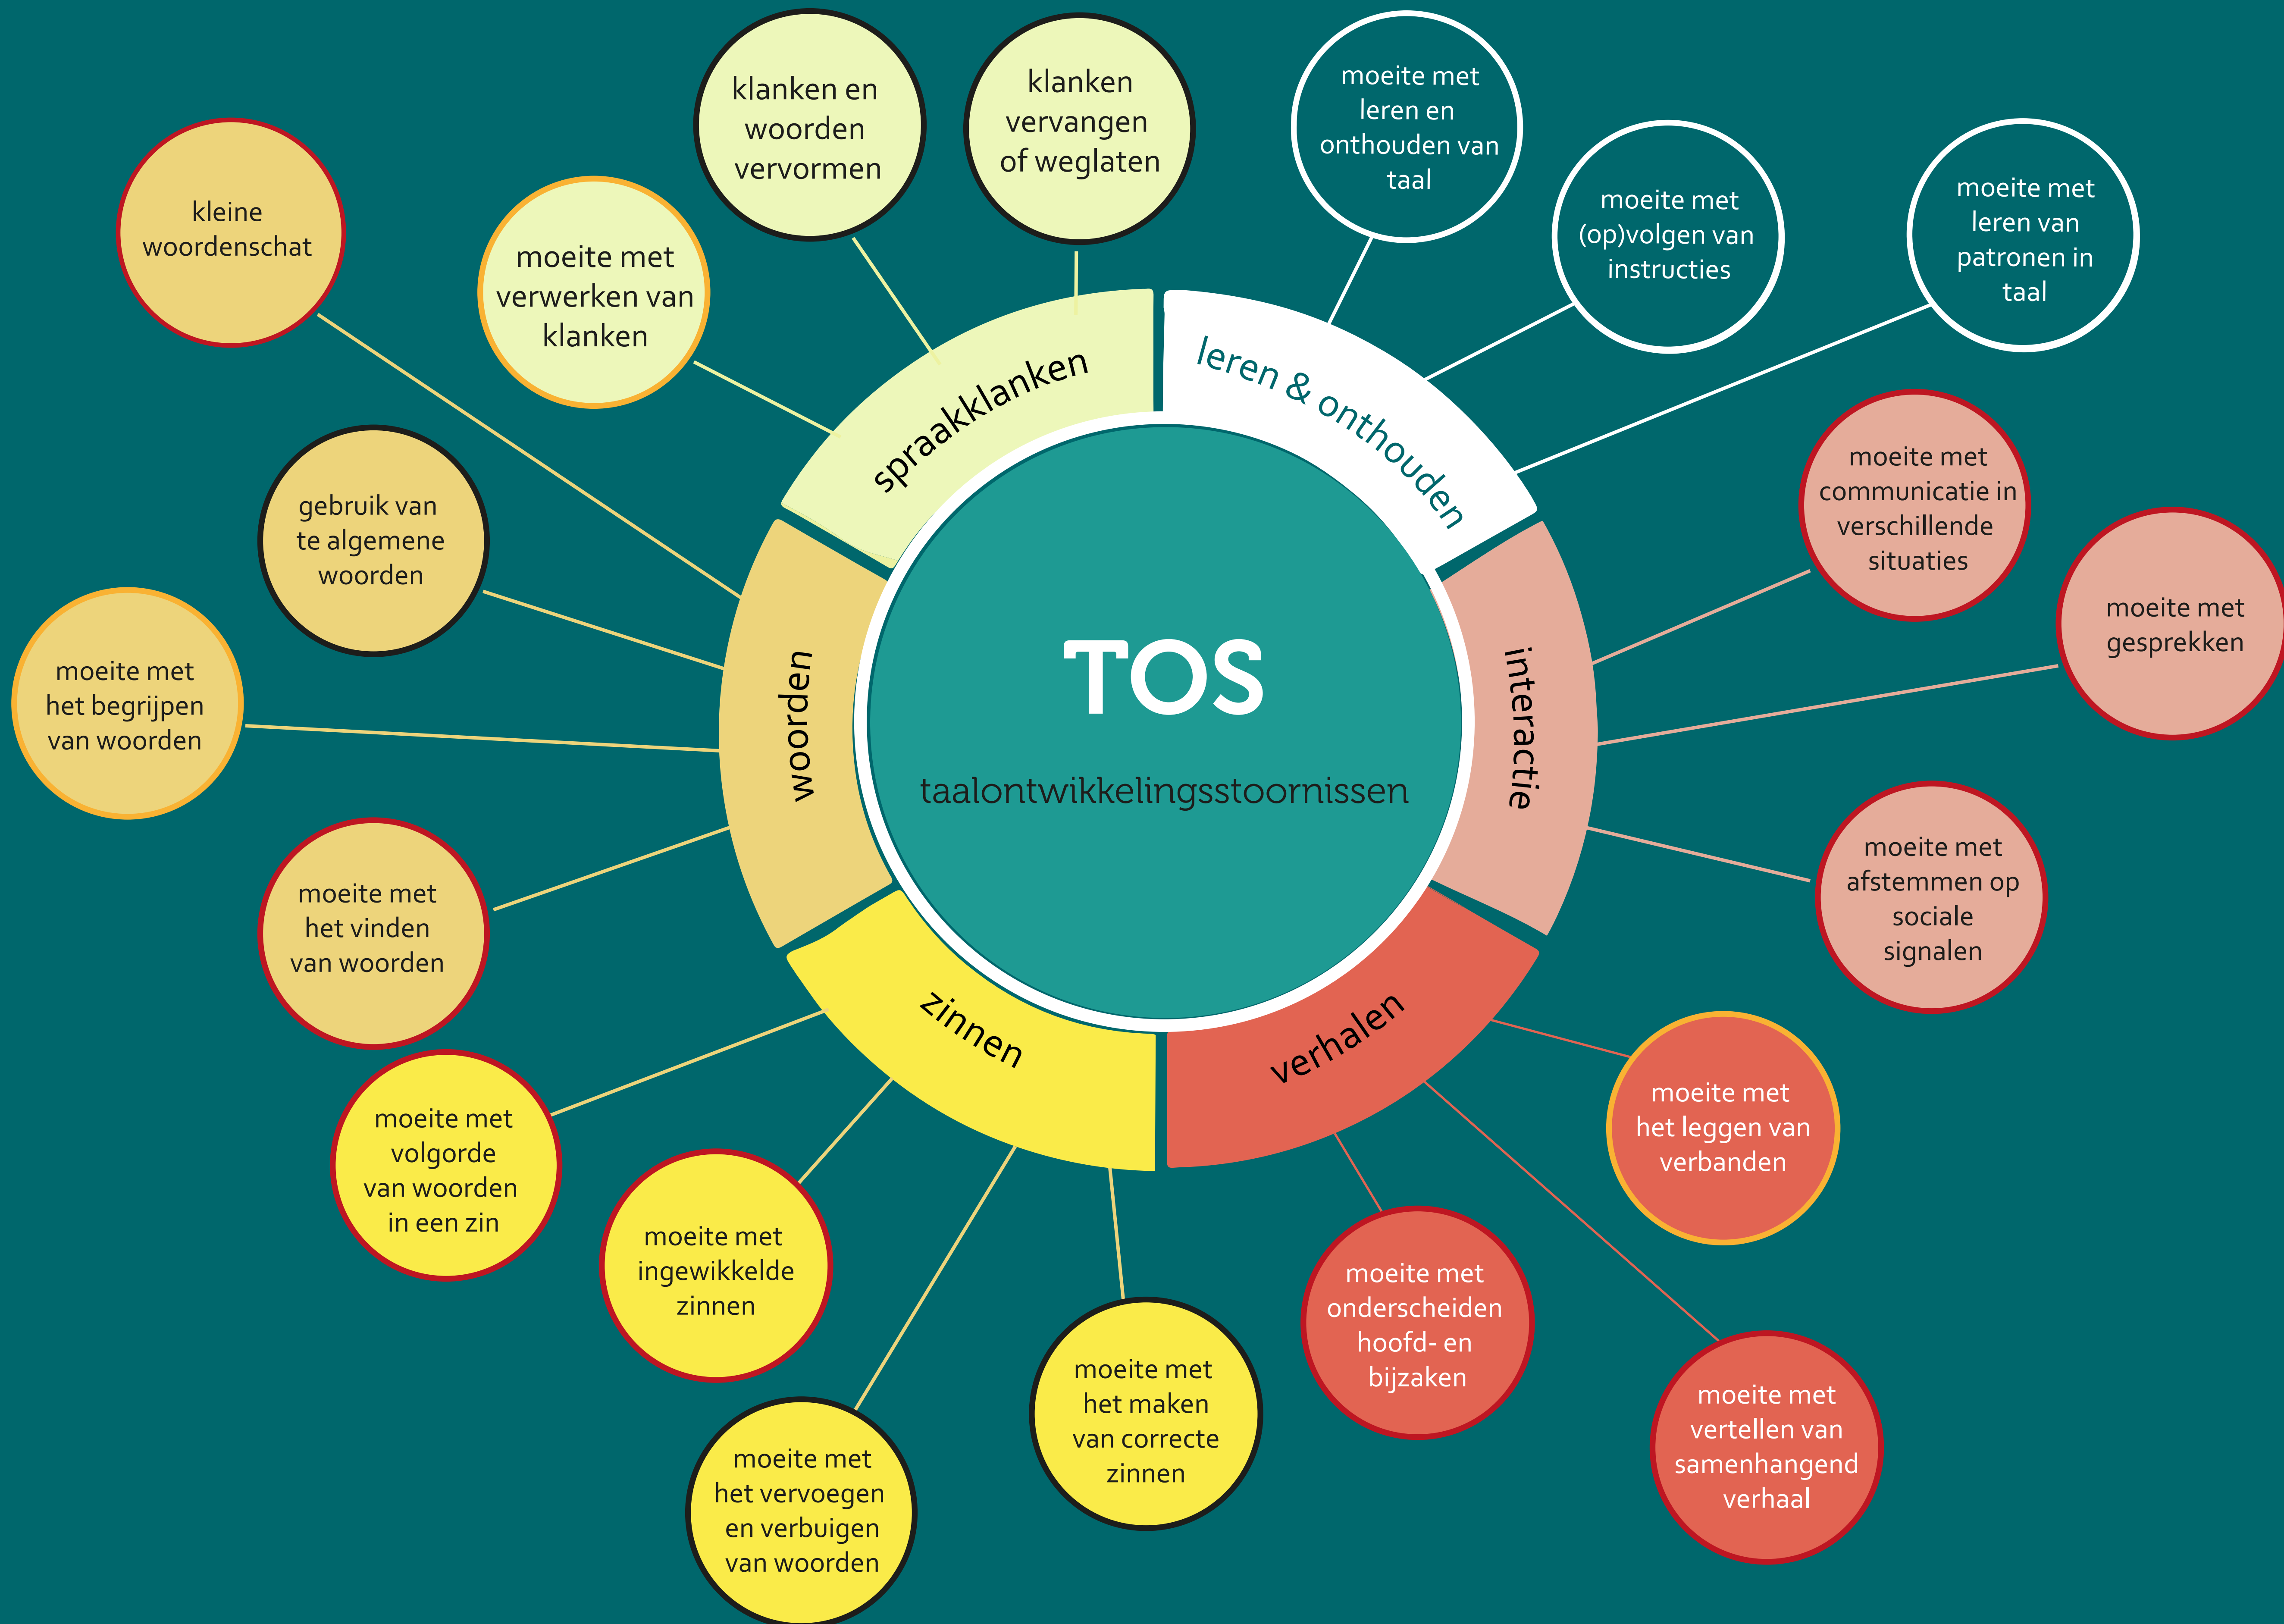 TOS
taalontwikkelingsstoornissen
spraakklanken
moeite met
verwerken van
klanken
klanken en
woorden
vervormen
klanken
vervangen
of weglaten
leren & onthouden
moeite met
leren en
onthouden van
taal
moeite met
(op)volgen van
instructies
moeite met
leren van
patronen in
taal
interactie
moeite met
communicatie in
verschillende
situaties
moeite met
gesprekken
moeite met
afstemmen op
sociale
signalen
verhalen
moeite met
het leggen van
verbanden
moeite met
vertellen van
samenhangend
verhaal
moeite met
onderscheiden
hoofd- en
bijzaken
zinnen
moeite met
het maken
van correcte
zinnen
moeite met
het vervoegen
en verbuigen
van woorden
moeite met
ingewikkelde
zinnen
moeite met
volgorde
van woorden
in een zin
woorden
moeite met
het vinden
van woorden
moeite met
het begrijpen
van woorden
gebruik van
te algemene
woorden
kleine
woordenschat